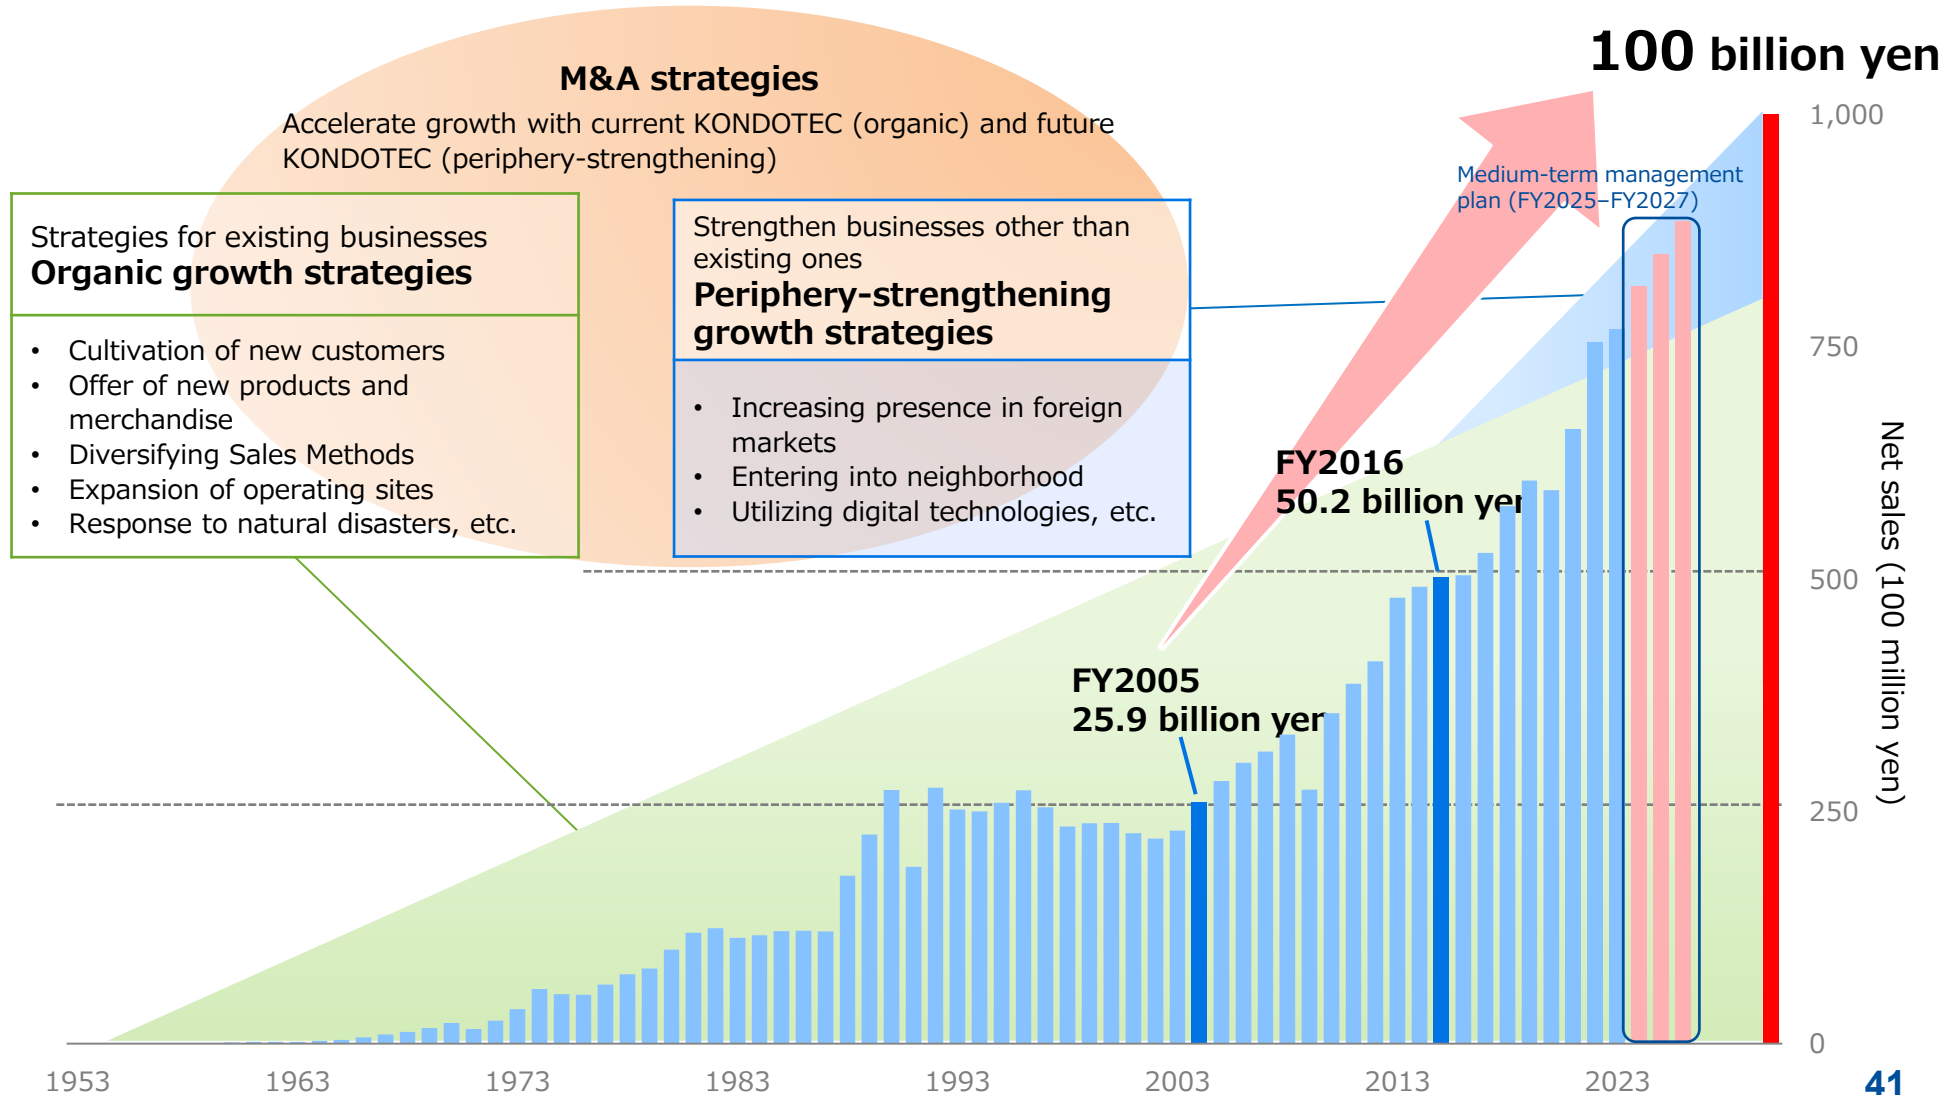 100 billion yen
M&A strategies
Accelerate growth with current KONDOTEC (organic) and future
KONDOTEC (periphery-strengthening)
Strategies for existing businesses
Organic growth strategies
• Cultivation of new customers
• Offer of new products and
merchandise
• Diversifying Sales Methods
• Expansion of operating sites
• Response to natural disasters, etc.
Strengthen businesses other than
existing ones
Periphery-strengthening
growth strategies
• Increasing presence in foreign
markets
• Entering into neighborhood
• Utilizing digital technologies, etc.
Medium-term management
plan (FY2025–FY2027)
FY2016
50.2 billion yen
FY2005
25.9 billion yen
1,000
750
500
250
0
Net sales (100 million yen)
1953
1963
1973
1983
1993
2003
2013
2023
41